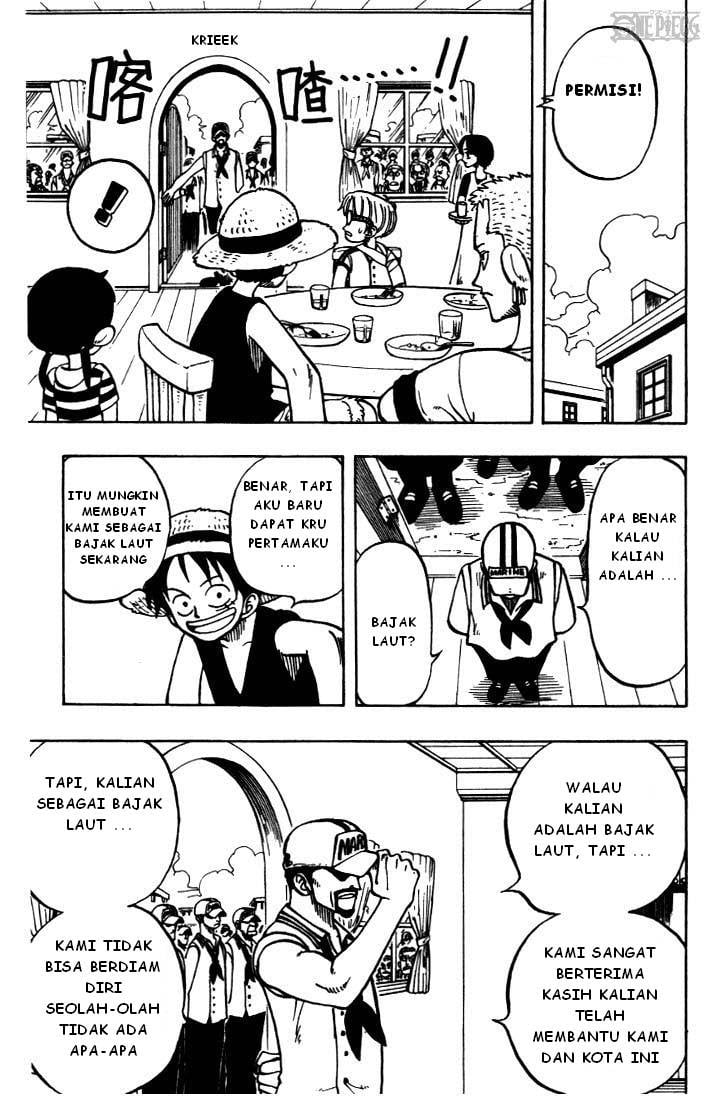 ONE PIECE
PERMISI!
KRIEEK
喀
喳……!!
!
APA BENAR
KALAU
KALIAN
ADALAH ...
BAJAK
LAUT?
MARINE
BENAR, TAPI
AKU BARU
DAPAT KRU
PERTAMAKU
...
ITU MUNGKIN
MEMBUAT
KAMI SEBAGAI
BAJAK LAUT
SEKARANG
WALAU
KALIAN
ADALAH BAJAK
LAUT, TAPI ...
KAMI SANGAT
BERTERIMA
KASIH KALIAN
TELAH
MEMBANTU KAMI
DAN KOTA INI
MARI
TAPI, KALIAN
SEBAGAI BAJAK
LAUT ...
KAMI TIDAK
BISA BERDIAM
DIRI
SEOLAH-OLAH
TIDAK ADA
APA-APA